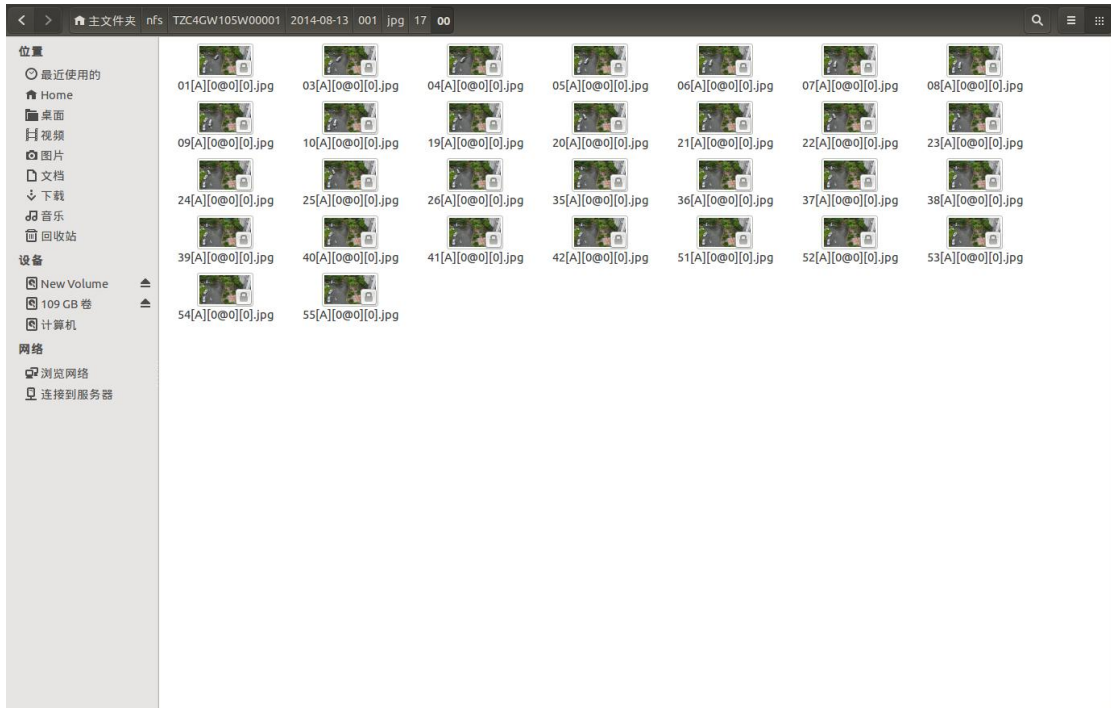 主文件夹 nfs TZC4GW105W00001 2014-08-13 001 jpg 17 00
位置
最近使用的
Home
桌面
视频
图片
文档
下载
音乐
回收站
设备
New Volume
109 GB 卷
计算机
网络
浏览网络
连接到服务器
01[A][0@0][0].jpg 03[A][0@0][0].jpg 04[A][0@0][0].jpg 05[A][0@0][0].jpg 06[A][0@0][0].jpg 07[A][0@0][0].jpg 08[A][0@0][0].jpg
09[A][0@0][0].jpg 10[A][0@0][0].jpg 19[A][0@0][0].jpg 20[A][0@0][0].jpg 21[A][0@0][0].jpg 22[A][0@0][0].jpg 23[A][0@0][0].jpg
24[A][0@0][0].jpg 25[A][0@0][0].jpg 26[A][0@0][0].jpg 35[A][0@0][0].jpg 36[A][0@0][0].jpg 37[A][0@0][0].jpg 38[A][0@0][0].jpg
39[A][0@0][0].jpg 40[A][0@0][0].jpg 41[A][0@0][0].jpg 42[A][0@0][0].jpg 51[A][0@0][0].jpg 52[A][0@0][0].jpg 53[A][0@0][0].jpg
54[A][0@0][0].jpg 55[A][0@0][0].jpg